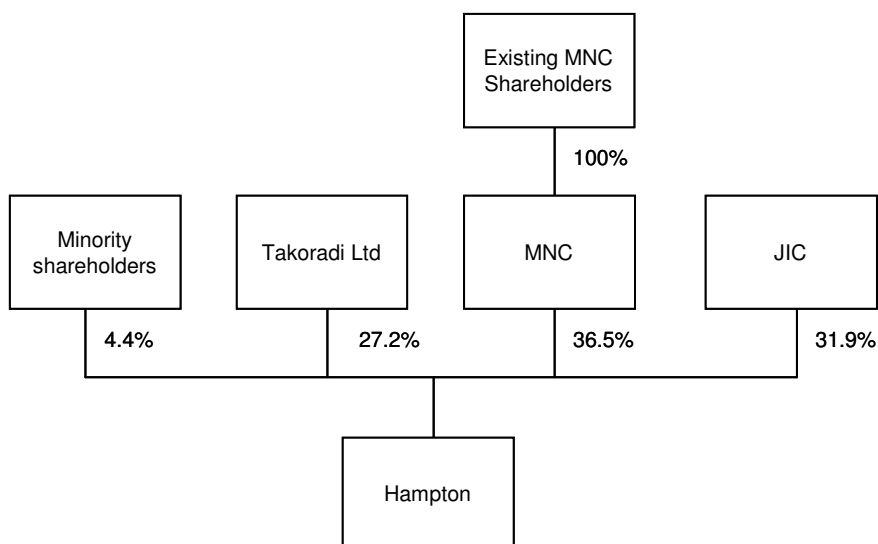 Existing MNC
Shareholders
100%
Minority
shareholders
Takoradi Ltd
MNC
JIC
4.4%
27.2%
36.5%
31.9%
Hampton